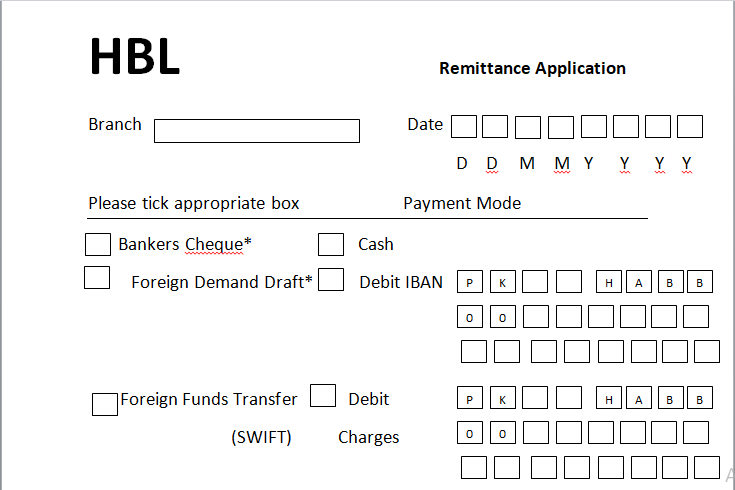 HBL
Remittance Application
Branch Date
D D M M Y Y Y Y
Please tick appropriate box Payment Mode
Bankers Cheque* Cash
Foreign Demand Draft* Debit IBAN P K H A B B
0 0
Foreign Funds Transfer Debit P K H A B B
(SWIFT) Charges 0 0
A